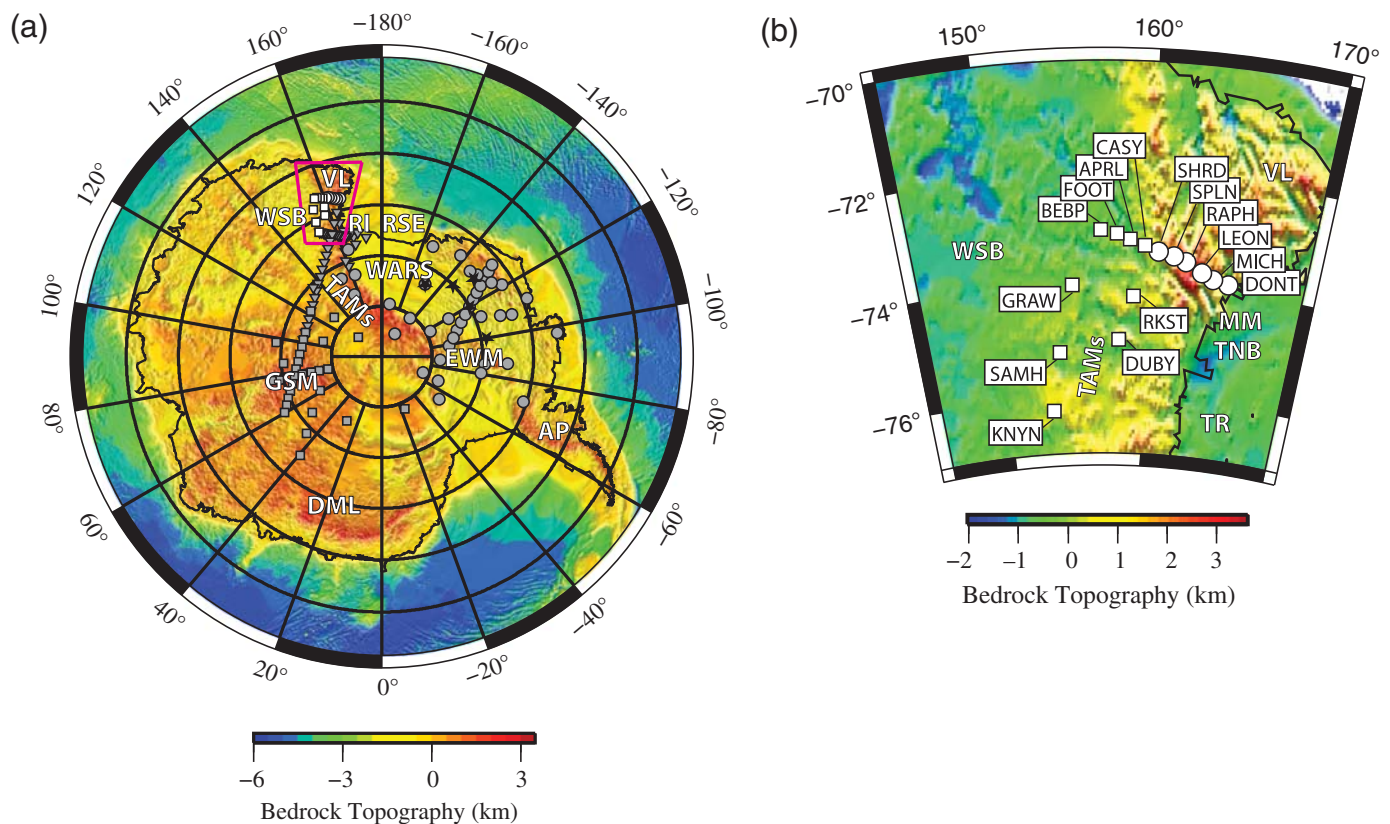 (a)
−180°
160°
−160°
140°
−140°
120°
−120°
100°
−100°
80°
−80°
60°
−60°
40°
−40°
20°
−20°
0°
VL
WSB
RI
RSE
WARS
TAMs
EWM
GSM
AP
DML
−6
−3
0
3
Bedrock Topography (km)
(b)
150°
160°
170°
−70°
−72°
−74°
−76°
CASY
APRL
FOOT
BEBP
SHRD
SPLN
RAPH
LEON
MICH
DONT
VL
WSB
GRAW
RKST
MM
TNB
SAMH
TAMs
DUBY
KNYN
TR
−2
−1
0
1
2
3
Bedrock Topography (km)